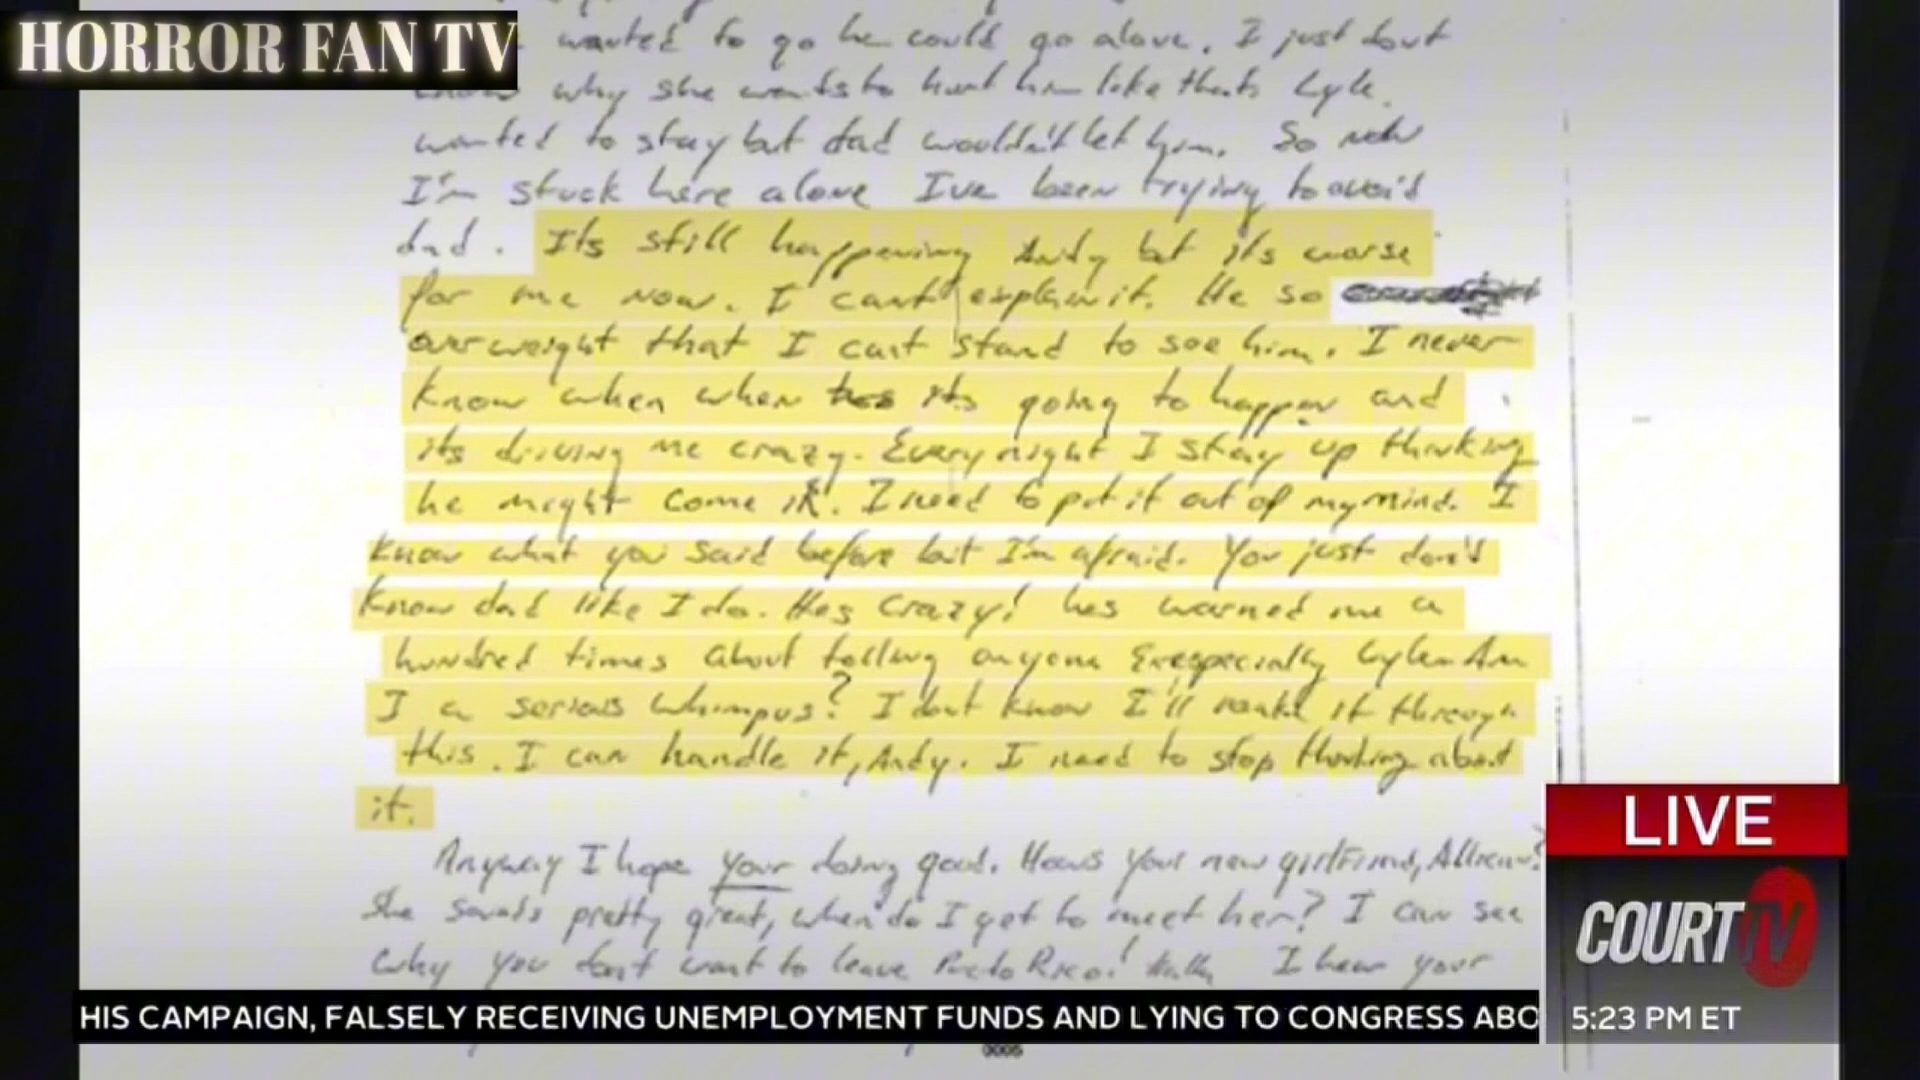 HORROR FAN TV
wanted to go he could go alone. I just dont
know why she wants to hurt him like that. Lyle
wanted to stay but dad wouldn't let him. So now
I'm stuck here alone I've been trying to avoid
dad. Its still happening Andy but its worse
for me now. I can't explain it. He so
overweight that I cant stand to see him. I never
know when when its going to happen and
its driving me crazy. Every night I stay up thinking
he might come in. I need to put it out of my mind. I
know what you said before but I'm afraid. You just don't
know dad like I do. Hes crazy! hes warned me a
hundred times about telling anyone especially Lyle. Am
I a serious whimpus? I dont know I'll make it through
this. I can handle it, Andy. I need to stop thinking about
it.
Anyway I hope your doing good. Hows your new girlfriend,
She sounds pretty great, when do I get to meet her? I can see
why you dont want to leave Puerto Rico! I hear your
LIVE
COURT TV
HIS CAMPAIGN, FALSELY RECEIVING UNEMPLOYMENT FUNDS AND LYING TO CONGRESS ABO
5:23 PM ET
0005